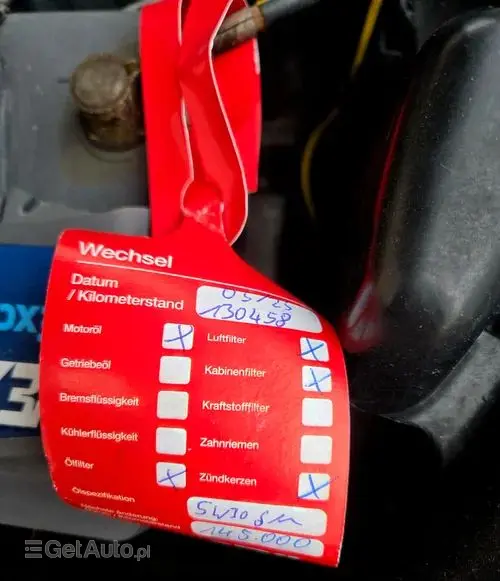 Wechsel
Datum
/ Kilometerstand
05/25
130458
Motoröl X
Luftfilter X
Getriebeöl
Kabinenfilter X
Bremsflüssigkeit
Kraftstofffilter
Kühlerflüssigkeit
Zahnriemen
Ölfilter X
Zündkerzen X
Ölspezifikation
5W30
145.000
GetAuto.pl